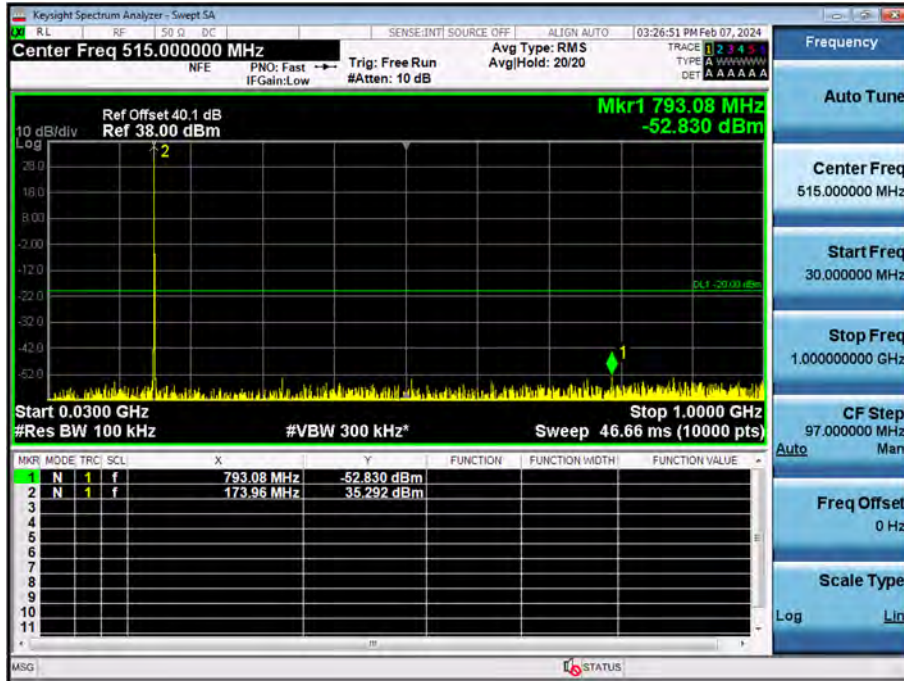 Keysight Spectrum Analyzer - Swept SA
RL RF 50 Ω DC SENSE:INT SOURCE OFF ALIGN AUTO 03:26:51 PM Feb 07, 2024
Center Freq 515.000000 MHz
NFE
PNO: Fast
IFGain:Low
Trig: Free Run
#Atten: 10 dB
Avg Type: RMS
Avg|Hold: 20/20
TRACE 1 2 3 4 5
TYPE A WWWWW
DET A A A A A A
Ref Offset 40.1 dB
10 dB/div Ref 38.00 dBm
Log
Mkr1 793.08 MHz
-52.830 dBm
2
28.0
18.0
8.00
-2.00
-12.0
DL1 -20.00 dBm
-22.0
-32.0
-42.0
1
-52.0
Start 0.0300 GHz Stop 1.0000 GHz
#Res BW 100 kHz #VBW 300 kHz* Sweep 46.66 ms (10000 pts)
MKR MODE TRC SCL X Y FUNCTION FUNCTION WIDTH FUNCTION VALUE
1 N 1 f 793.08 MHz -52.830 dBm
2 N 1 f 173.96 MHz 35.292 dBm
3
4
5
6
7
8
9
10
11
MSG STATUS
Frequency
Auto Tune
Center Freq
515.000000 MHz
Start Freq
30.000000 MHz
Stop Freq
1.000000000 GHz
CF Step
97.000000 MHz
Auto Man
Freq Offset
0 Hz
Scale Type
Log Lin